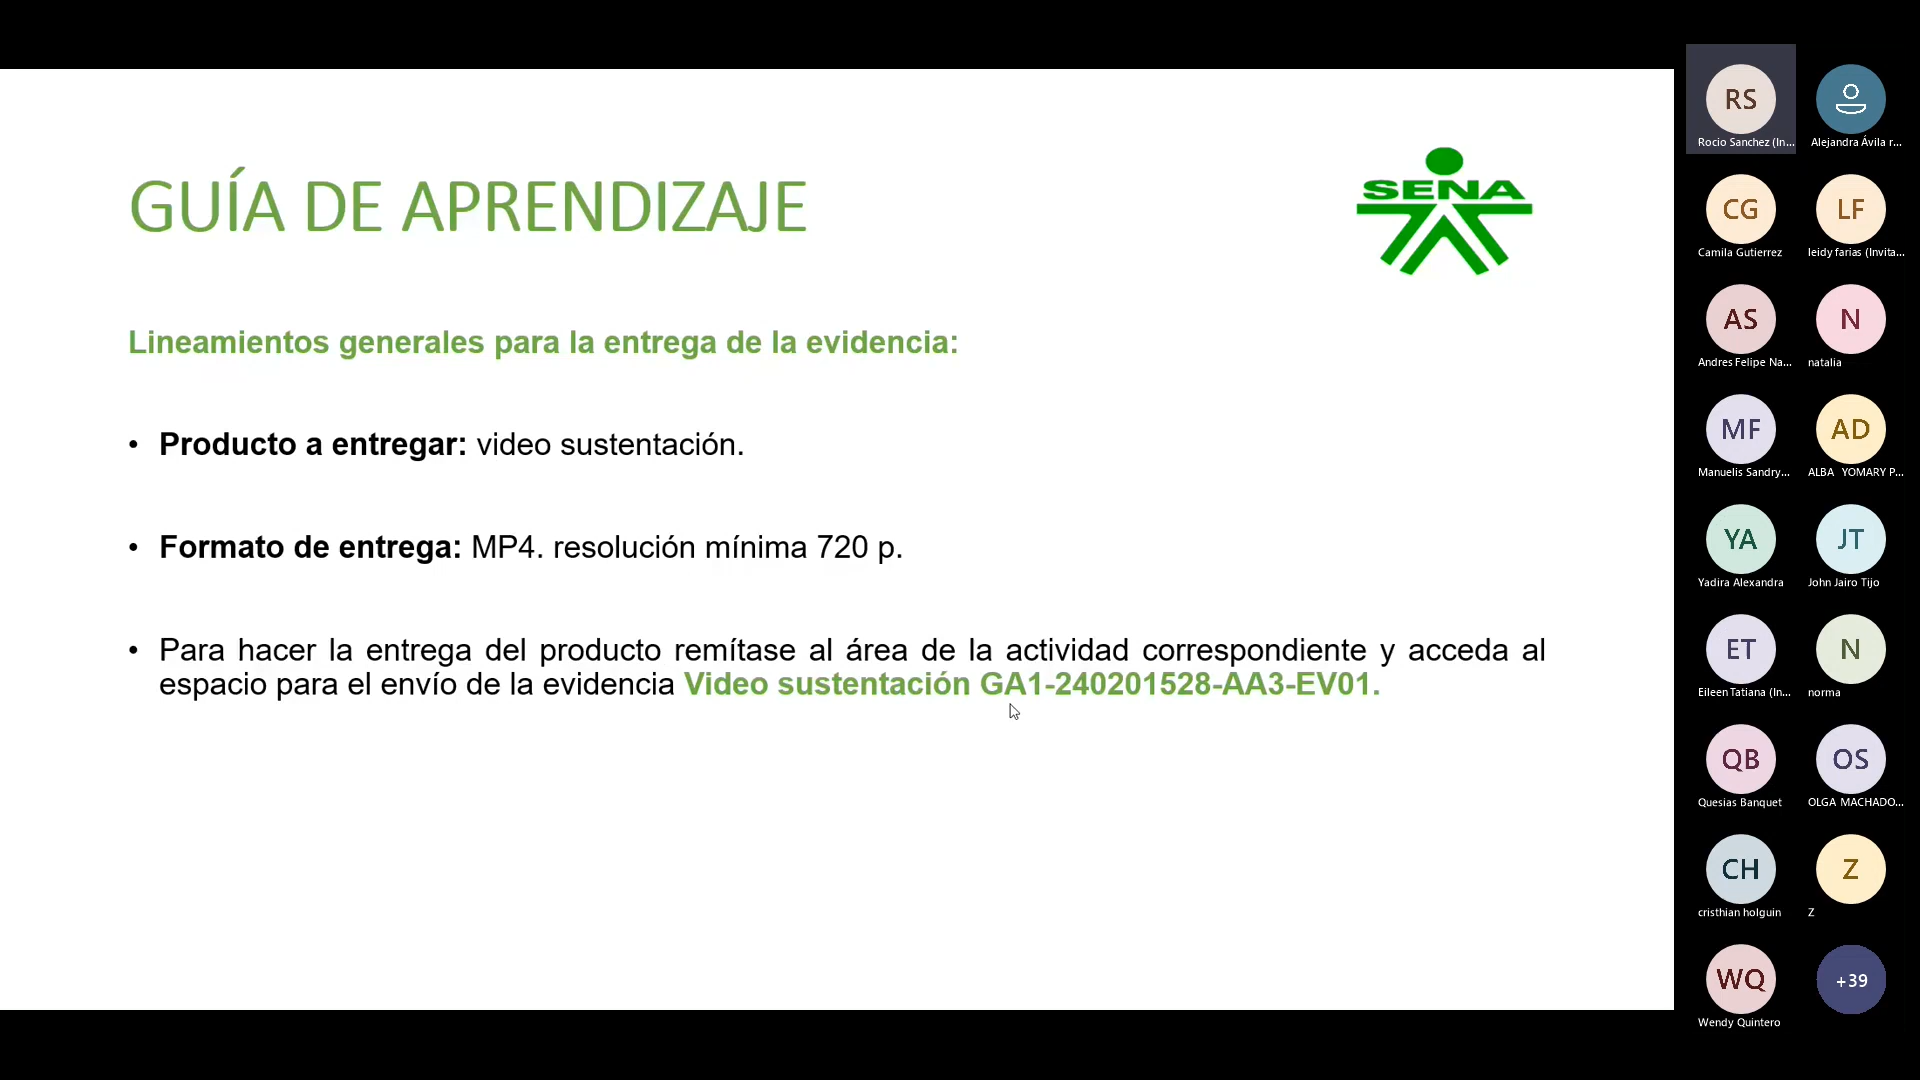 GUÍA DE APRENDIZAJE
SENA
Lineamientos generales para la entrega de la evidencia:
• Producto a entregar: video sustentación.
• Formato de entrega: MP4. resolución mínima 720 p.
• Para hacer la entrega del producto remítase al área de la actividad correspondiente y acceda al
espacio para el envío de la evidencia Video sustentación GA1-240201528-AA3-EV01.
RS
Rocio Sanchez (In...
Alejandra Ávila r...
CG
LF
Camila Gutierrez
leidy farias (Invita...
AS
N
Andres Felipe Na...
natalia
MF
AD
Manuelis Sandry...
ALBA YOMARY P...
YA
JT
Yadira Alexandra
John Jairo Tijo
ET
N
Eileen Tatiana (In...
norma
QB
OS
Quesias Banquet
OLGA MACHADO...
CH
Z
cristhian holguin
Z
WQ
+39
Wendy Quintero